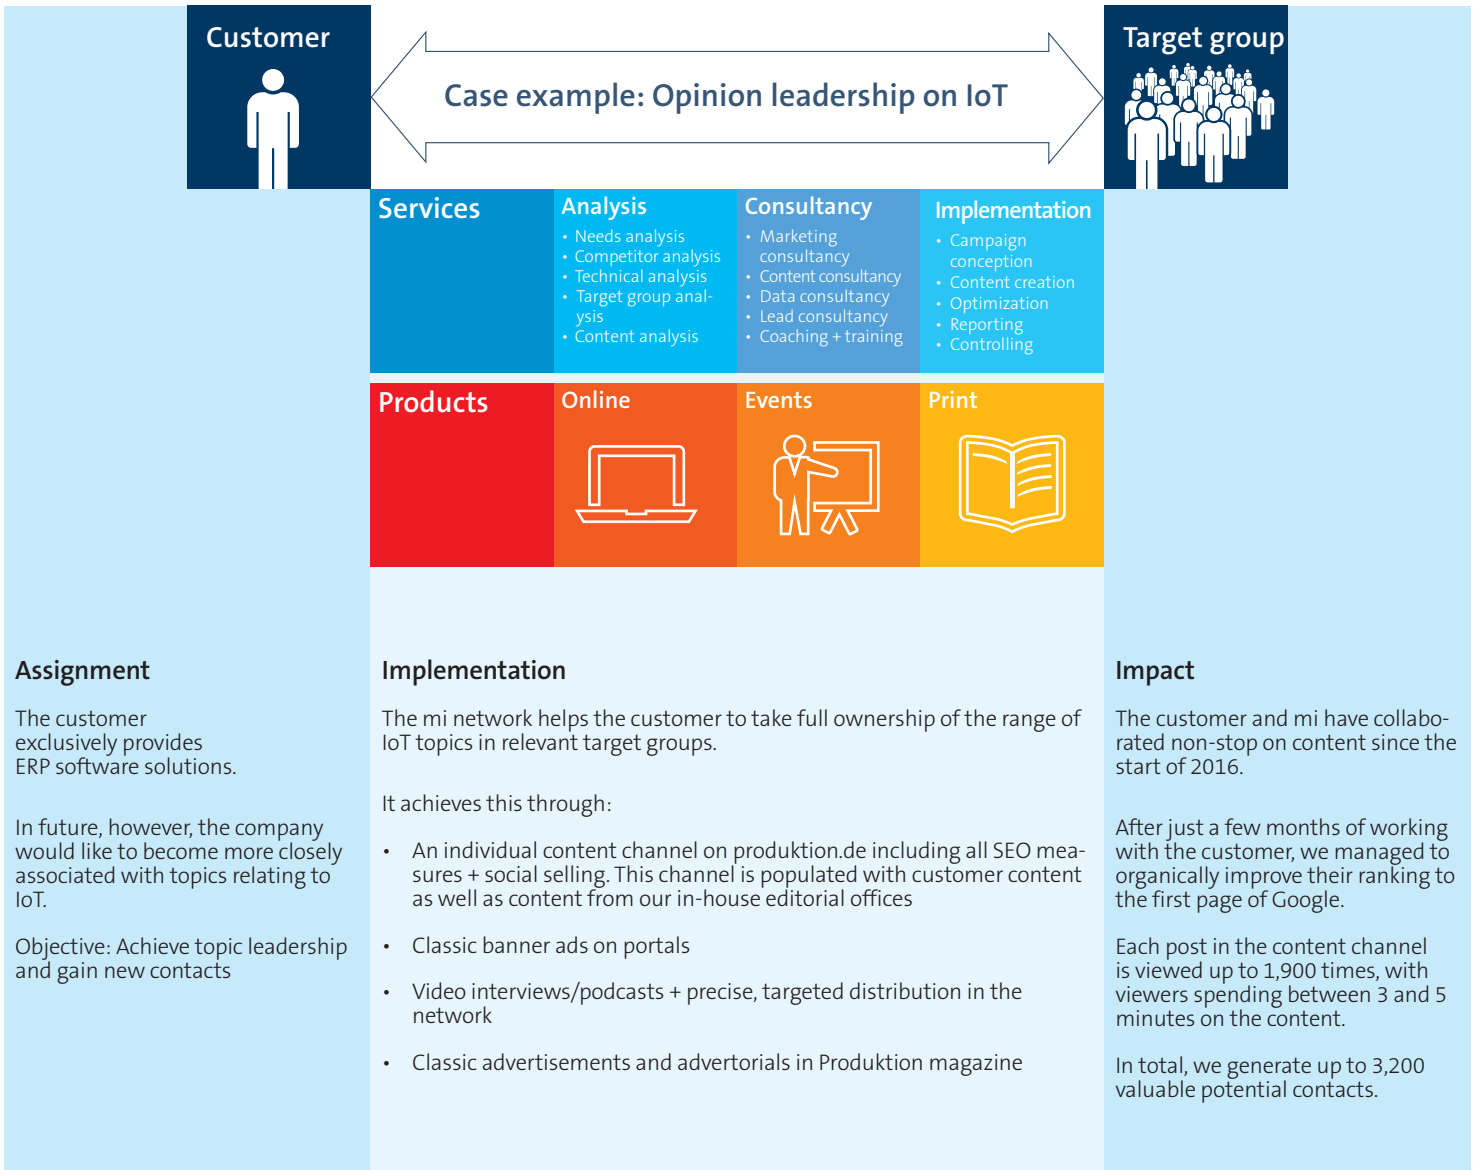 Customer
Case example: Opinion leadership on IoT
Target group
Services
Analysis
• Needs analysis
• Competitor analysis
• Technical analysis
• Target group anal-
ysis
• Content analysis
Consultancy
• Marketing
consultancy
• Content consultancy
• Data consultancy
• Lead consultancy
• Coaching + training
Implementation
• Campaign
conception
• Content creation
• Optimization
• Reporting
• Controlling
Products
Online
Events
Print
Assignment
The customer
exclusively provides
ERP software solutions.
In future, however, the company
would like to become more closely
associated with topics relating to
IoT.
Objective: Achieve topic leadership
and gain new contacts
Implementation
The mi network helps the customer to take full ownership of the range of
IoT topics in relevant target groups.
It achieves this through:
• An individual content channel on produktion.de including all SEO mea-
sures + social selling. This channel is populated with customer content
as well as content from our in-house editorial offices
• Classic banner ads on portals
• Video interviews/podcasts + precise, targeted distribution in the
network
• Classic advertisements and advertorials in Produktion magazine
Impact
The customer and mi have collabo-
rated non-stop on content since the
start of 2016.
After just a few months of working
with the customer, we managed to
organically improve their ranking to
the first page of Google.
Each post in the content channel
is viewed up to 1,900 times, with
viewers spending between 3 and 5
minutes on the content.
In total, we generate up to 3,200
valuable potential contacts.